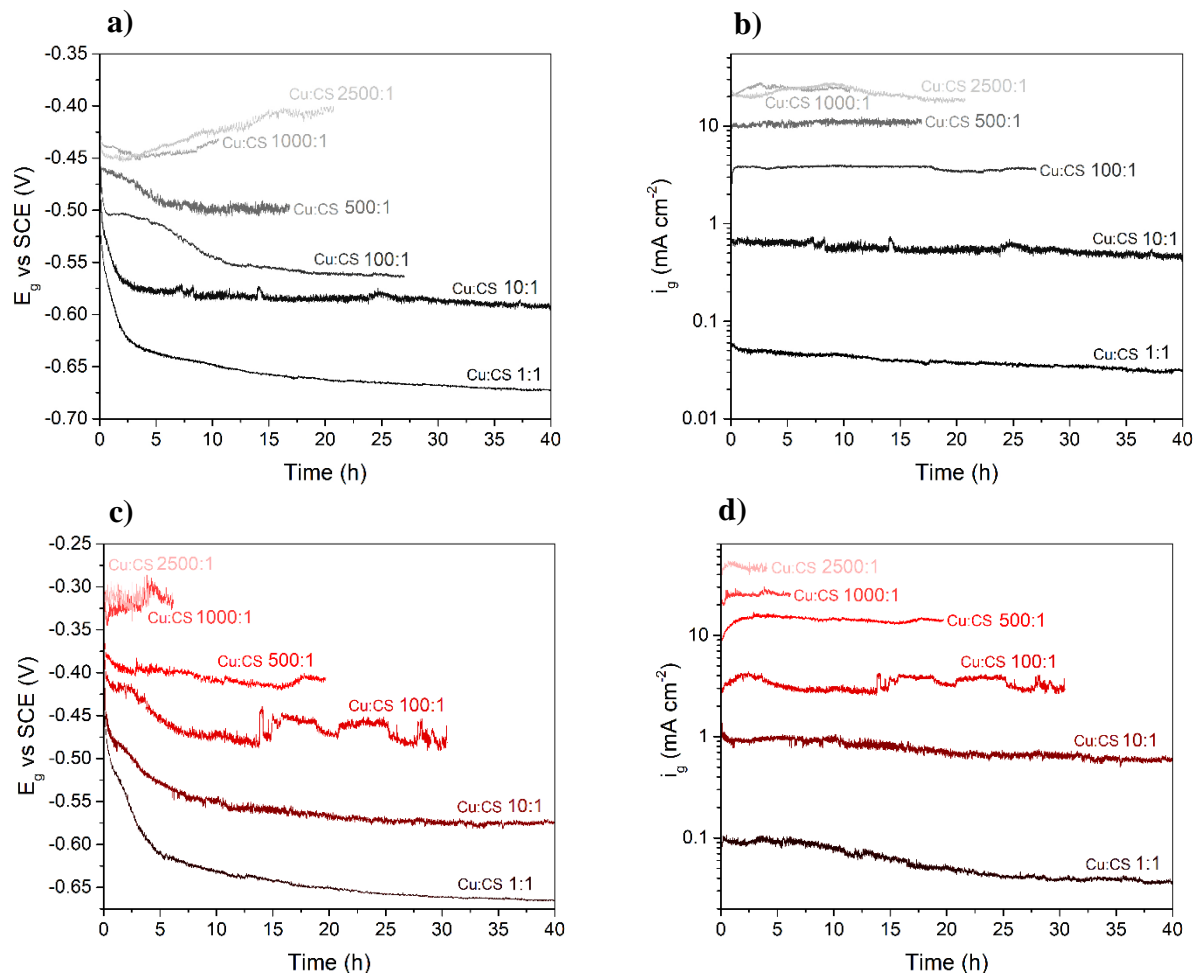 a)
-0.35
-0.40
-0.45
-0.50
-0.55
-0.60
-0.65
-0.70
E_g vs SCE (V)
Cu:CS 2500:1
Cu:CS 1000:1
Cu:CS 500:1
Cu:CS 100:1
Cu:CS 10:1
Cu:CS 1:1
0 5 10 15 20 25 30 35 40
Time (h)
b)
10
1
0.1
0.01
i_g (mA cm⁻²)
Cu:CS 2500:1
Cu:CS 1000:1
Cu:CS 500:1
Cu:CS 100:1
Cu:CS 10:1
Cu:CS 1:1
0 5 10 15 20 25 30 35 40
Time (h)
c)
-0.25
-0.30
-0.35
-0.40
-0.45
-0.50
-0.55
-0.60
-0.65
E_g vs SCE (V)
Cu:CS 2500:1
Cu:CS 1000:1
Cu:CS 500:1
Cu:CS 100:1
Cu:CS 10:1
Cu:CS 1:1
0 5 10 15 20 25 30 35 40
Time (h)
d)
10
1
0.1
i_g (mA cm⁻²)
Cu:CS 2500:1
Cu:CS 1000:1
Cu:CS 500:1
Cu:CS 100:1
Cu:CS 10:1
Cu:CS 1:1
0 5 10 15 20 25 30 35 40
Time (h)